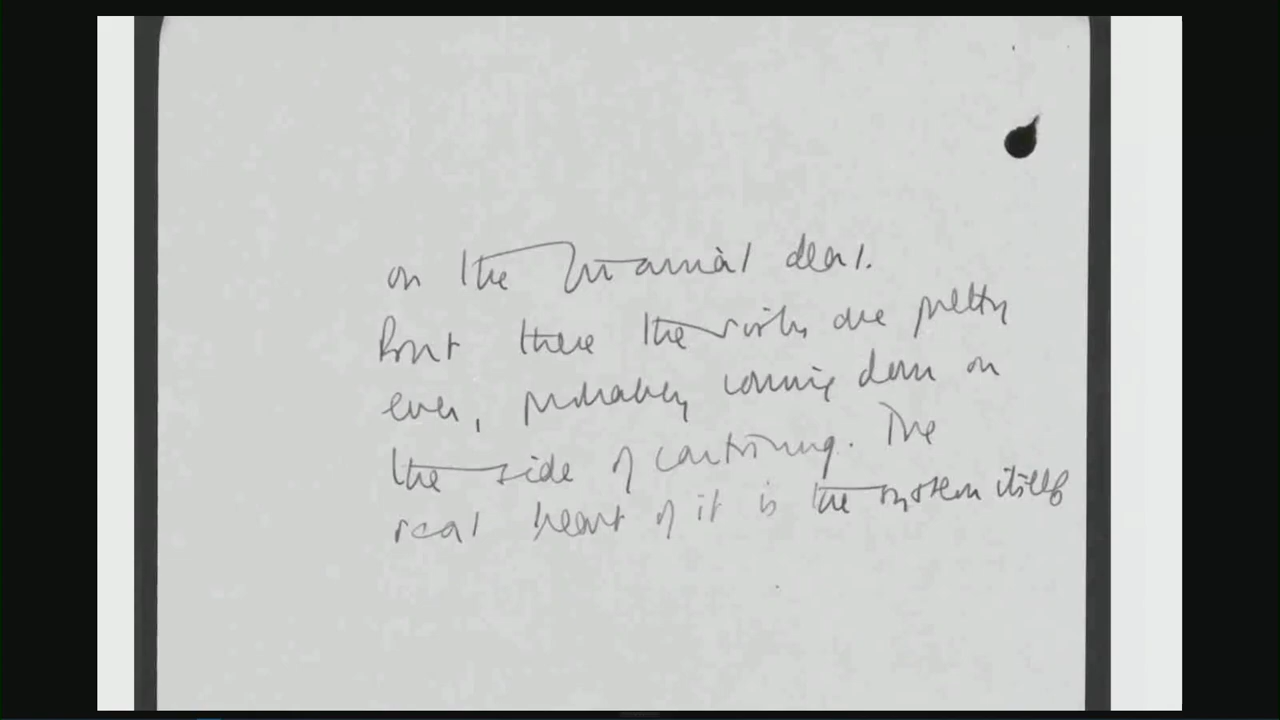 on the financial deal.
But there the risks are pretty
even, probably coming down on
the side of continuing. The
real heart of it is the system itself